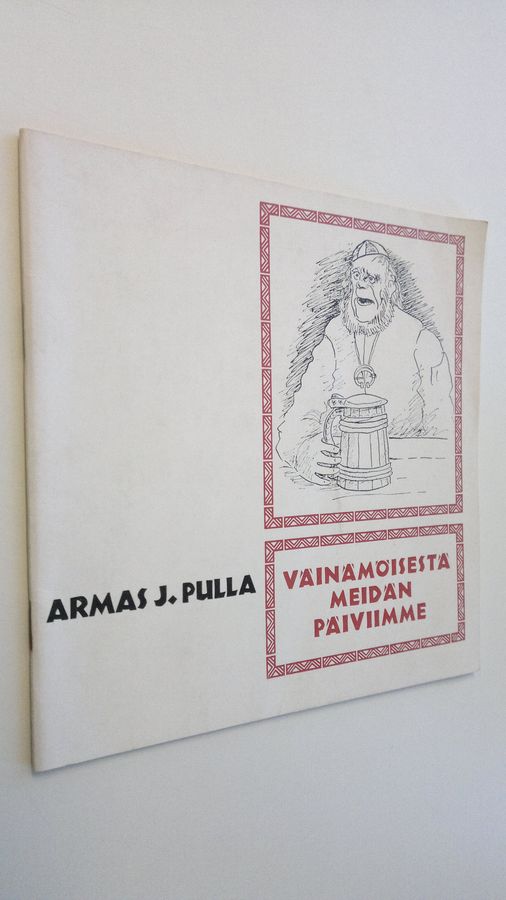 ARMAS J. PULLA
VÄINÄMÖISESTÄ
MEIDÄN
PÄIVIIMME